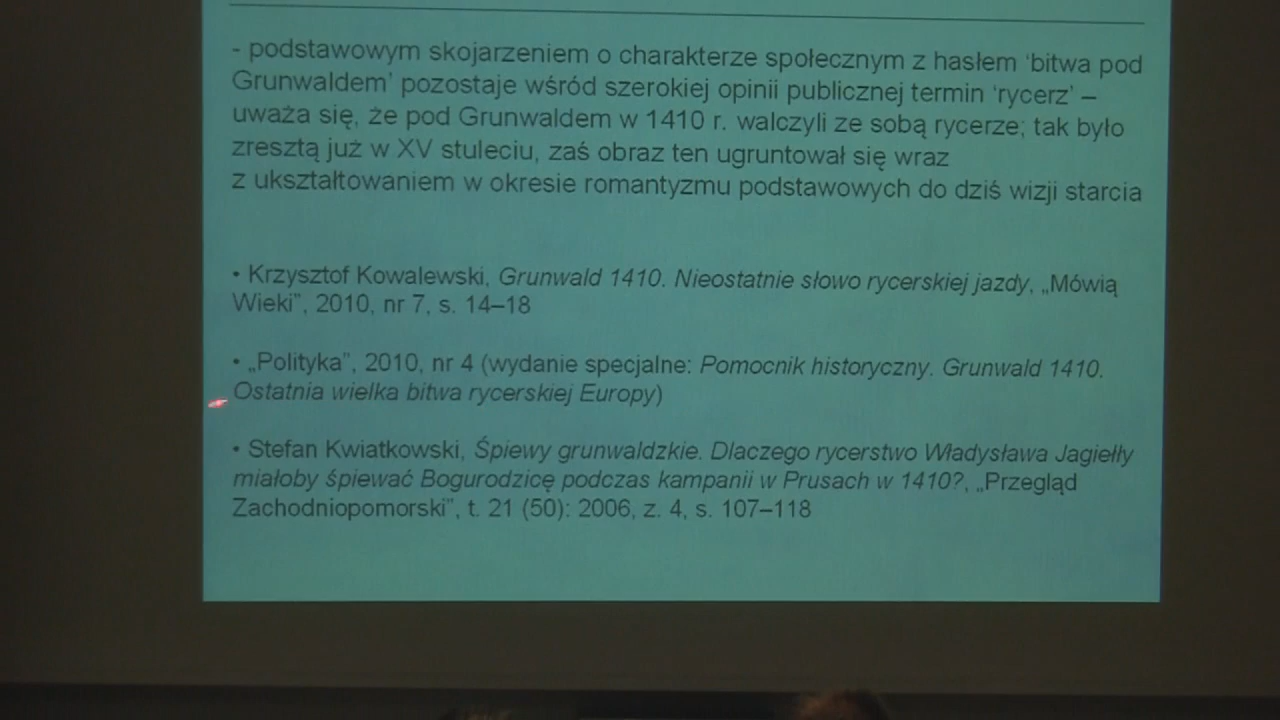 - podstawowym skojarzeniem o charakterze społecznym z hasłem 'bitwa pod
Grunwaldem' pozostaje wśród szerokiej opinii publicznej termin 'rycerz' –
uważa się, że pod Grunwaldem w 1410 r. walczyli ze sobą rycerze; tak było
zresztą już w XV stuleciu, zaś obraz ten ugruntował się wraz
z ukształtowaniem w okresie romantyzmu podstawowych do dziś wizji starcia
• Krzysztof Kowalewski, Grunwald 1410. Nieostatnie słowo rycerskiej jazdy, „Mówią
Wieki”, 2010, nr 7, s. 14–18
• „Polityka”, 2010, nr 4 (wydanie specjalne: Pomocnik historyczny. Grunwald 1410.
Ostatnia wielka bitwa rycerskiej Europy)
• Stefan Kwiatkowski, Śpiewy grunwaldzkie. Dlaczego rycerstwo Władysława Jagiełły
miałoby śpiewać Bogurodzicę podczas kampanii w Prusach w 1410?, „Przegląd
Zachodniopomorski”, t. 21 (50): 2006, z. 4, s. 107–118